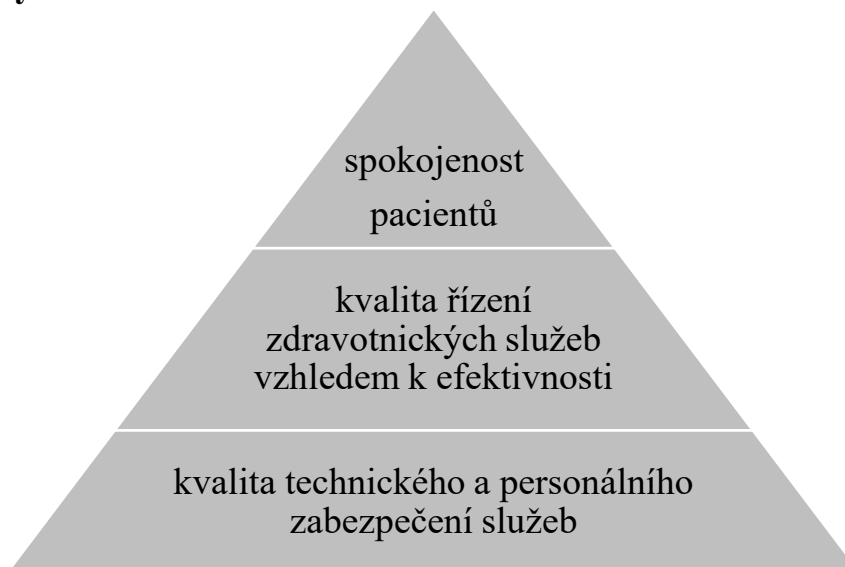 spokojenost
pacientů
kvalita řízení
zdravotnických služeb
vzhledem k efektivnosti
kvalita technického a personálního
zabezpečení služeb